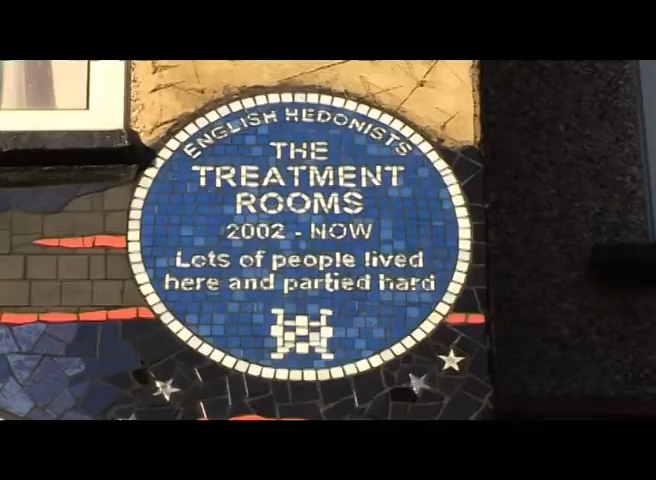 ENGLISH HEDONISTS
THE
TREATMENT
ROOMS
2002 - NOW
Lots of people lived
here and partied hard